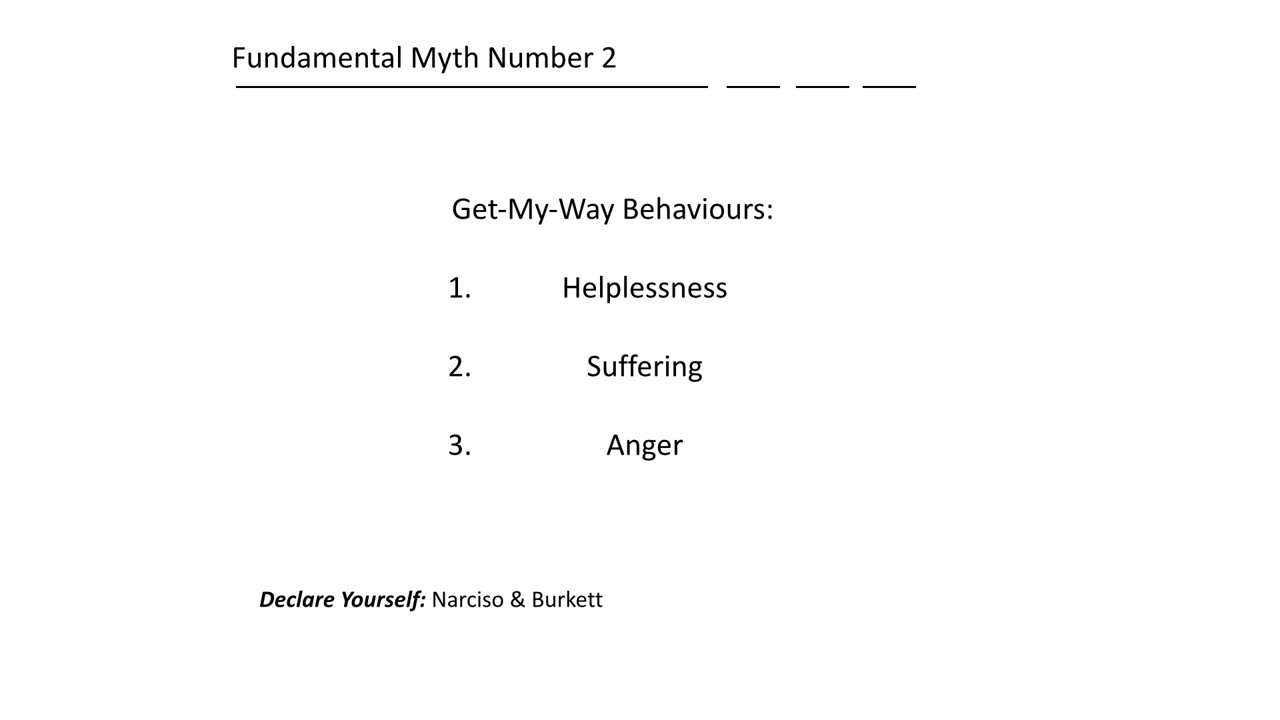 Fundamental Myth Number 2
Get-My-Way Behaviours:
1. Helplessness
2. Suffering
3. Anger
Declare Yourself: Narciso & Burkett